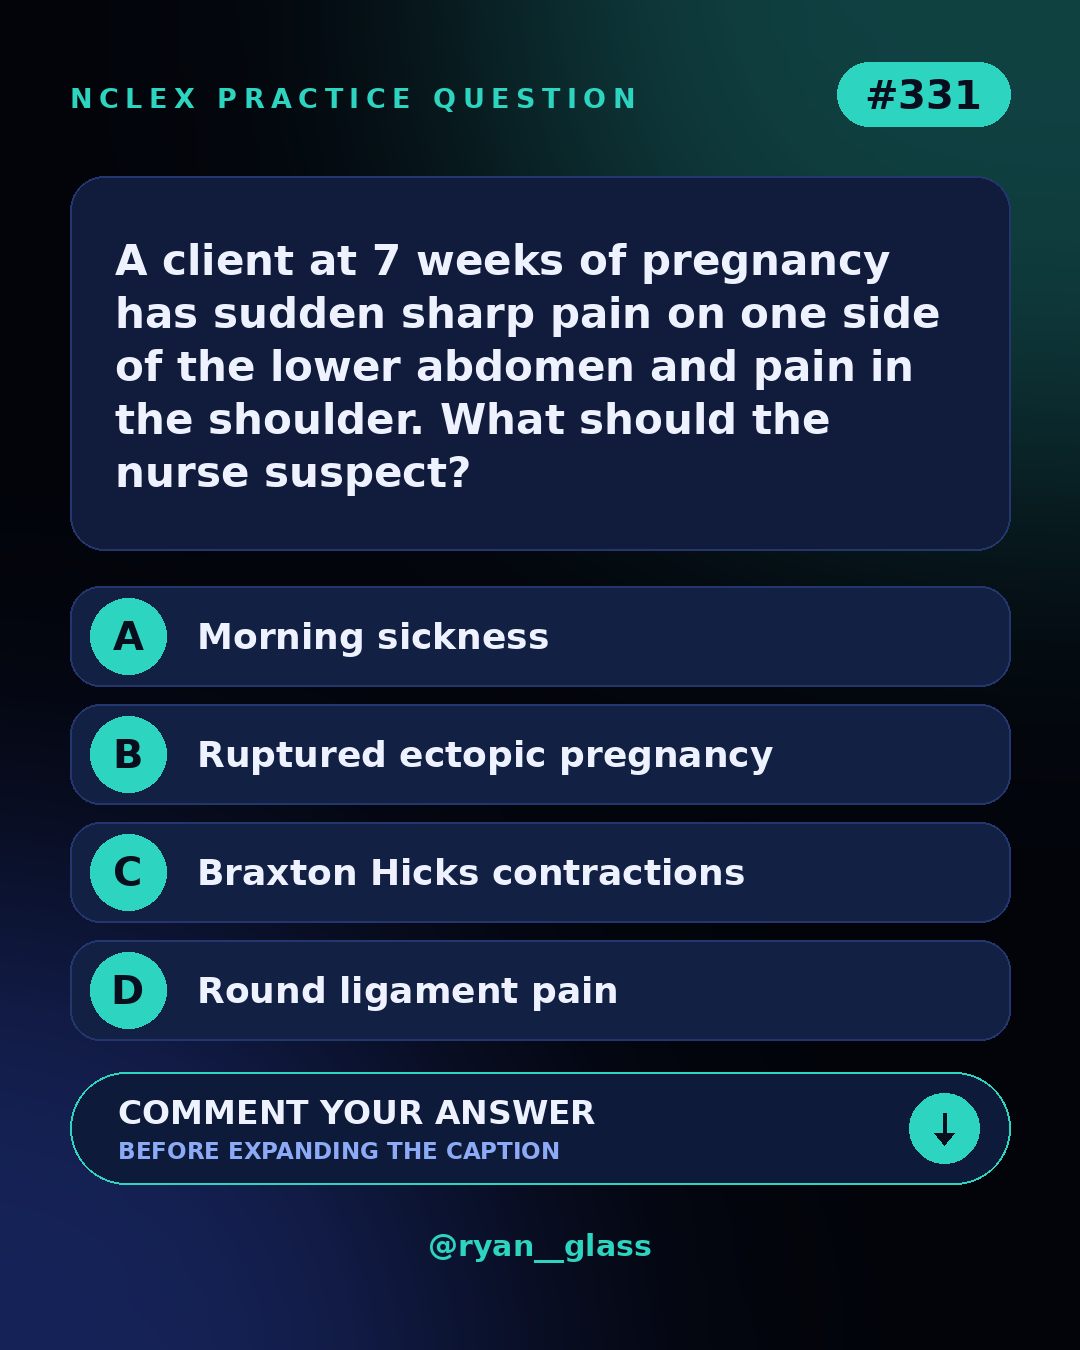 NCLEX PRACTICE QUESTION
#331
A client at 7 weeks of pregnancy
has sudden sharp pain on one side
of the lower abdomen and pain in
the shoulder. What should the
nurse suspect?
A Morning sickness
B Ruptured ectopic pregnancy
C Braxton Hicks contractions
D Round ligament pain
COMMENT YOUR ANSWER
BEFORE EXPANDING THE CAPTION
@ryan__glass